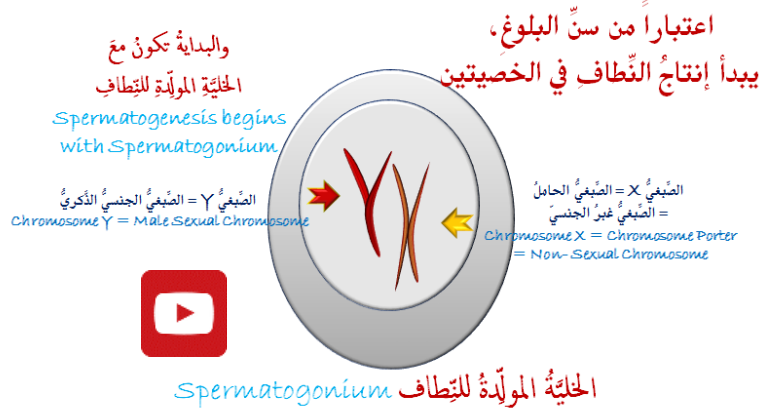 اعتباراً من سنِّ البلوغِ،
يبدأ إنتاجُ النِّطافِ في الخصيتين
والبدايةُ تكونُ معَ
الخليَّةِ المولِّدةِ للنِّطافِ
Spermatogenesis begins
with Spermatogonium
الصِّبغيُّ Y = الصِّبغيُّ الجنسيُّ الذَّكريُّ
Chromosome Y = Male Sexual Chromosome
الصِّبغيُّ X = الصِّبغيُّ الحاملُ
= الصِّبغيُّ غيرُ الجنسيّ
Chromosome X = Chromosome Porter
= Non-Sexual Chromosome
الخليَّةُ المولِّدةُ للنِّطاف Spermatogonium